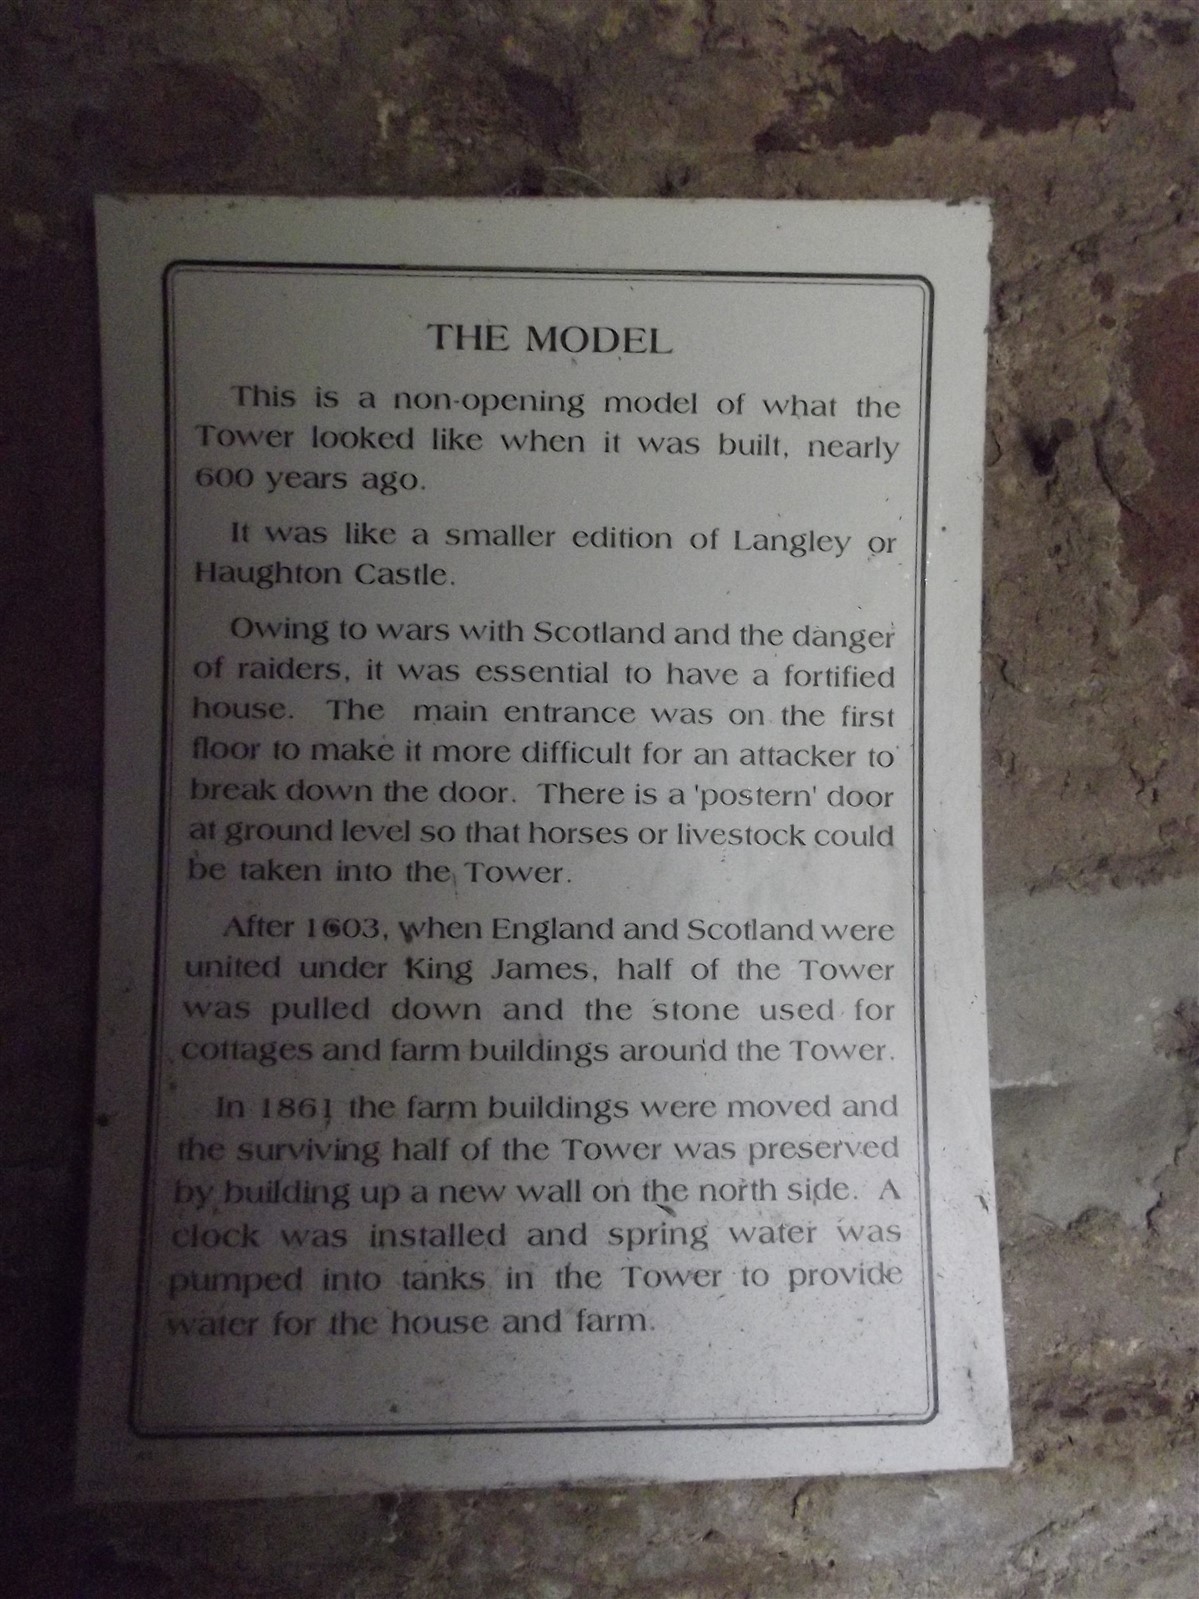 THE MODEL
This is a non-opening model of what the
Tower looked like when it was built, nearly
600 years ago.
It was like a smaller edition of Langley or
Haughton Castle.
Owing to wars with Scotland and the danger
of raiders, it was essential to have a fortified
house. The main entrance was on the first
floor to make it more difficult for an attacker to
break down the door. There is a 'postern' door
at ground level so that horses or livestock could
be taken into the Tower.
After 1603, when England and Scotland were
united under King James, half of the Tower
was pulled down and the stone used for
cottages and farm buildings around the Tower.
In 1861 the farm buildings were moved and
the surviving half of the Tower was preserved
by building up a new wall on the north side. A
clock was installed and spring water was
pumped into tanks in the Tower to provide
water for the house and farm.